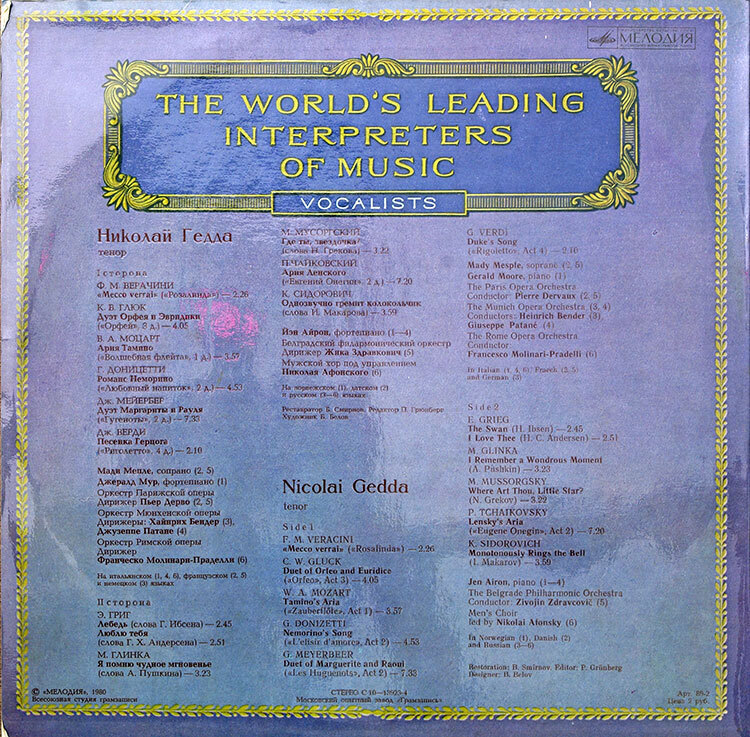 МЕЛОДИЯ
THE WORLD'S LEADING
INTERPRETERS
OF MUSIC
VOCALISTS
Николай Гедда
тенор
I сторона
Ф. М. ВЕРАЧИНИ
«Meco verrai» («Розалинда») — 2.26
К. В. ГЛЮК
Дуэт Орфея и Эвридики
(«Орфей», 3 д.) — 4.05
В. А. МОЦАРТ
Ария Тамино
(«Волшебная флейта», 1 д.) — 3.57
Г. ДОНИЦЕТТИ
Романс Неморино
(«Любовный напиток», 2 д.) — 4.53
ДЖ. МЕЙЕРБЕР
Дуэт Маргариты и Рауля
(«Гугеноты», 2 д.) — 7.33
ДЖ. ВЕРДИ
Песенка Герцога
(«Риголетто», 4 д.) — 2.10
Мади Мепле, сопрано (2, 5)
Джералд Мур, фортепиано (1)
Оркестр Парижской оперы
Дирижер Пьер Дерво (2, 5)
Оркестр Мюнхенской оперы
Дирижеры: Хайнрих Бендер (3),
Джузеппе Патане (4)
Оркестр Римской оперы
Дирижер
Франческо Молинари-Праделли (6)
На итальянском (1, 4, 6), французском (2, 5)
и немецком (3) языках
II сторона
Э. ГРИГ
Лебедь (слова Г. Ибсена) — 2.45
Люблю тебя
(слова Г. Х. Андерсена) — 2.51
М. ГЛИНКА
Я помню чудное мгновенье
(слова А. Пушкина) — 3.23
М. МУСОРГСКИЙ
Где ты, звездочка
(слова Н. Грекова) — 3.22
П. ЧАЙКОВСКИЙ
Ария Ленского
(«Евгений Онегин», 2 д.) — 7.20
К. СИДОРОВИЧ
Однозвучно гремит колокольчик
(слова И. Макарова) — 3.59
Йэн Айрон, фортепиано (1—4)
Белградский филармонический оркестр
Дирижер Жика Здравкович (5)
Мужской хор под управлением
Николая Афонского (6)
На норвежском (1), датском (2)
и русском (3—6) языках
Реставратор Б. Смирнов. Редактор П. Грюнберг
Художник Б. Белов
Nicolai Gedda
tenor
Side 1
F. M. VERACINI
«Mecco verrai» («Rosalinda») — 2.26
C. W. GLUCK
Duet of Orfeo and Euridice
(«Orfeo», Act 3) — 4.05
W. A. MOZART
Tamino's Aria
(«Zauberflöte», Act 1) — 3.57
G. DONIZETTI
Nemorino's Song
(«L'elisir d'amore», Act 2) — 4.53
G. MEYERBEER
Duet of Marguerite and Raoul
(«Les Huguenots», Act 2) — 7.33
G. VERDI
Duke's Song
(«Rigoletto», Act 4) — 2.10
Mady Mesple, soprano (2, 5)
Gerald Moore, piano (1)
The Paris Opera Orchestra
Conductor: Pierre Dervaux (2, 5)
The Munich Opera Orchestra (3, 4)
Conductors: Heinrich Bender (3)
Giuseppe Patané (4)
The Rome Opera Orchestra
Conductor
Francesco Molinari-Pradelli (6)
In Italian (1, 4, 6), French (2, 5)
and German (3)
Side 2
E. GRIEG
The Swan (H. Ibsen) — 2.45
I Love Thee (H. C. Andersen) — 2.51
M. GLINKA
I Remember a Wondrous Moment
(A. Pushkin) — 3.23
M. MUSSORGSKY
Where Art Thou, Little Star?
(N. Grekov) — 3.22
P. TCHAIKOVSKY
Lensky's Aria
(«Eugene Onegin», Act 2) — 7.20
K. SIDOROVICH
Monotonously Rings the Bell
(I. Makarov) — 3.59
Jen Airon, piano (1—4)
The Belgrade Philharmonic Orchestra
Conductor: Zivojin Zdravcovič (5)
Men's Choir
led by Nikolai Afonsky (6)
In Norwegian (1), Danish (2)
and Russian (3—6)
Restoration: B. Smirnov. Editor: P. Grünberg
Designer: B. Belov
© «МЕЛОДИЯ», 1980
Всесоюзная студия грамзаписи
СТЕРЕО С 10—13923-4
Московский опытный завод «Грамзапись»
Арт. 89-2
Цена 2 руб.